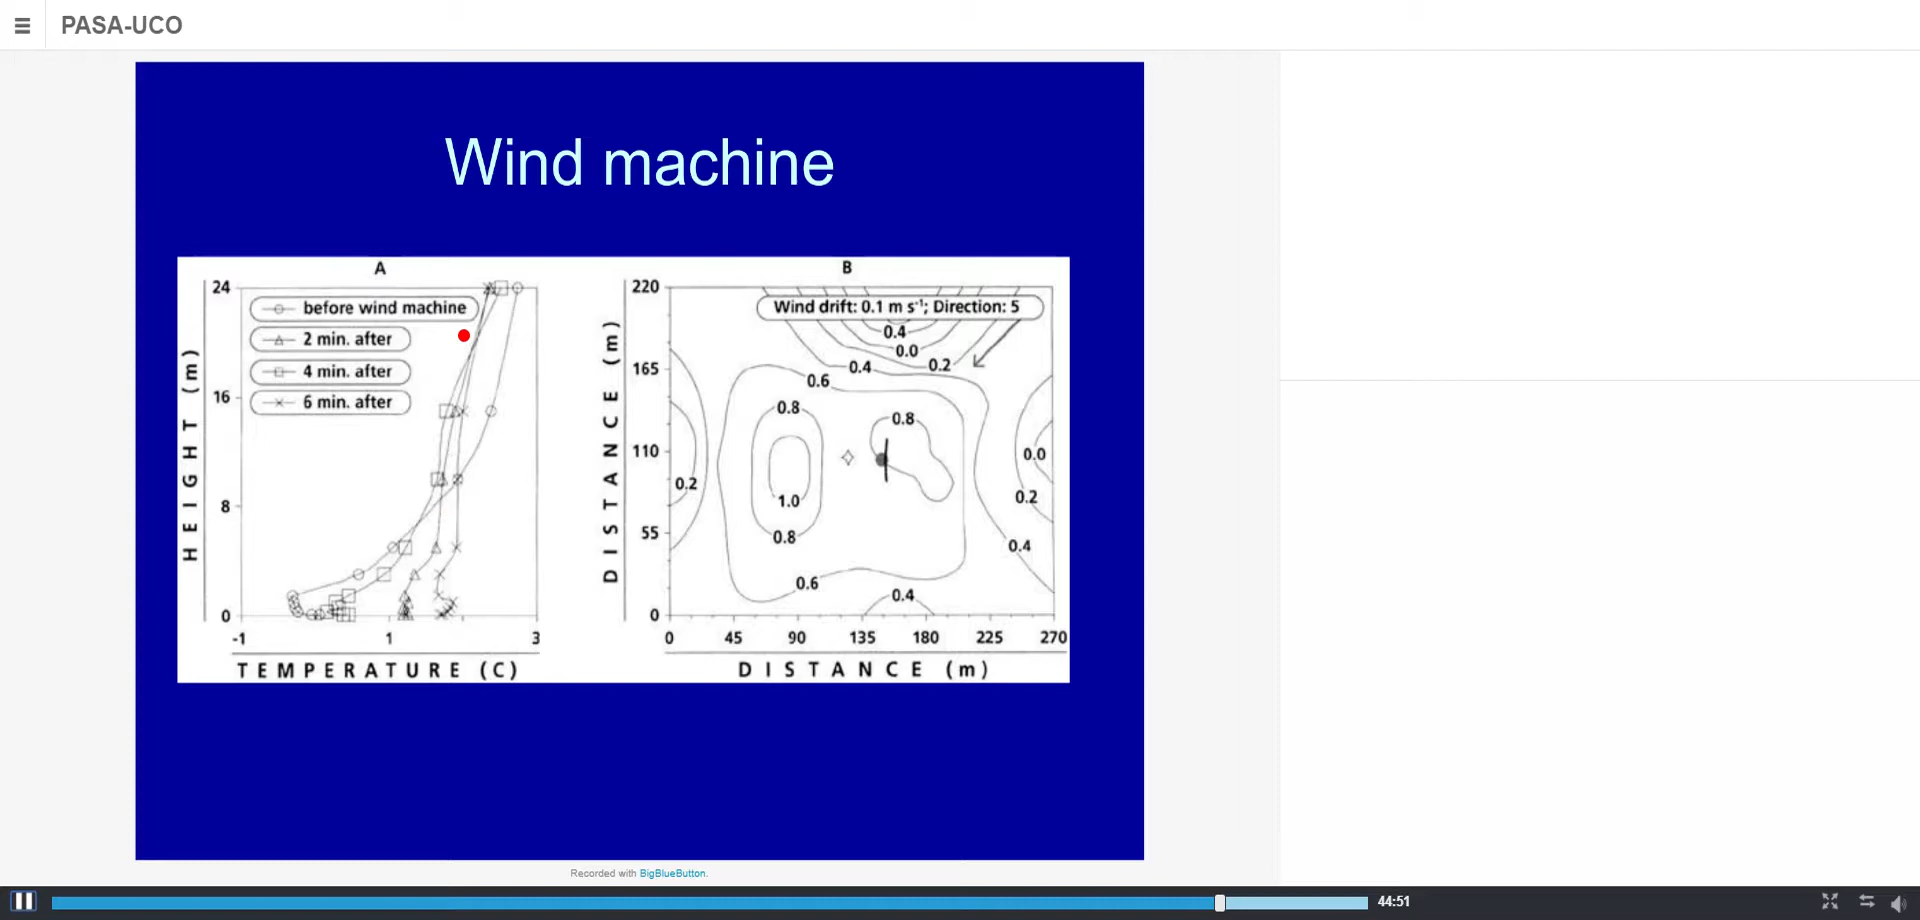 PASA-UCO
Wind machine
A
HEIGHT (m)
24
16
8
0
before wind machine
2 min. after
4 min. after
6 min. after
-1
1
3
TEMPERATURE (C)
B
DISTANCE (m)
220
165
110
55
0
Wind drift: 0.1 m s⁻¹; Direction: 5
0.4
0.0
0.2
0.4
0.6
0.8
0.8
0.0
0.2
0.2
1.0
0.8
0.4
0.6
0.4
0
45
90
135
180
225
270
DISTANCE (m)
Recorded with BigBlueButton.
44:51